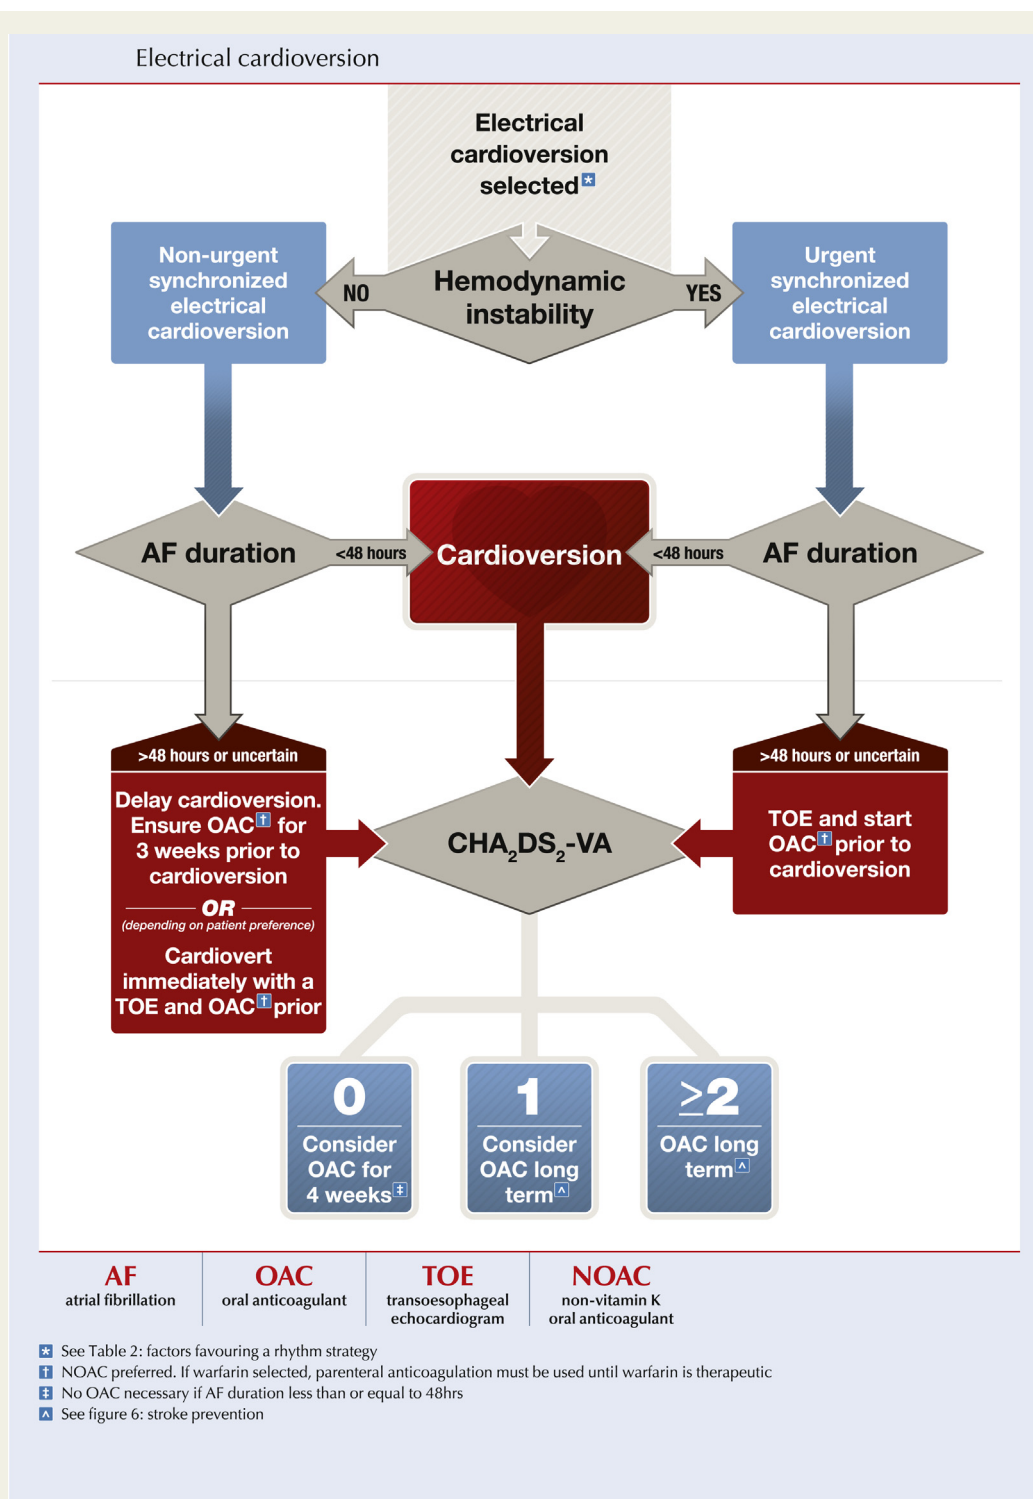 Electrical cardioversion
Electrical
cardioversion
selected*
Non-urgent
synchronized
electrical
cardioversion
NO
Hemodynamic
instability
YES
Urgent
synchronized
electrical
cardioversion
AF duration
<48 hours
Cardioversion
<48 hours
AF duration
>48 hours or uncertain
Delay cardioversion.
Ensure OAC† for
3 weeks prior to
cardioversion
OR
(depending on patient preference)
Cardiovert
immediately with a
TOE and OAC† prior
CHA₂DS₂-VA
>48 hours or uncertain
TOE and start
OAC† prior to
cardioversion
0
Consider
OAC for
4 weeks‡
1
Consider
OAC long
term^
≥2
OAC long
term^
AF
atrial fibrillation
OAC
oral anticoagulant
TOE
transoesophageal
echocardiogram
NOAC
non-vitamin K
oral anticoagulant
* See Table 2: factors favouring a rhythm strategy
† NOAC preferred. If warfarin selected, parenteral anticoagulation must be used until warfarin is therapeutic
‡ No OAC necessary if AF duration less than or equal to 48hrs
^ See figure 6: stroke prevention